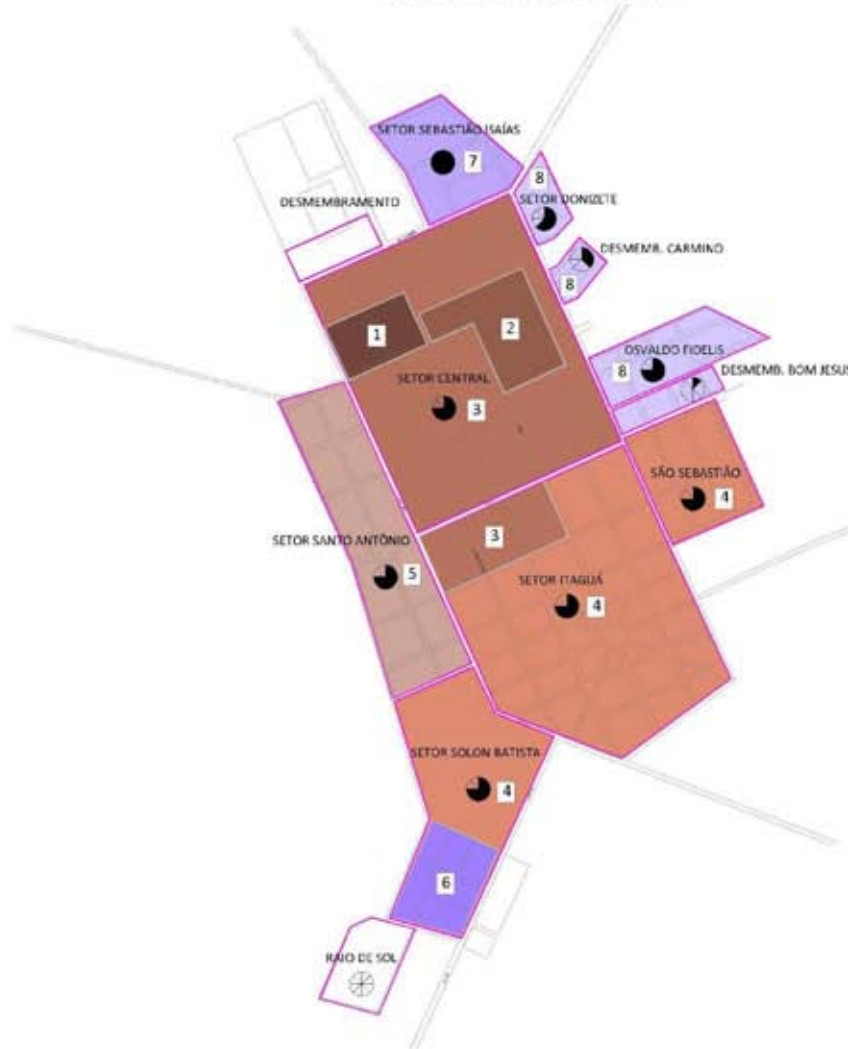 SETOR SEBASTIÃO ISAÍAS
7
8
SETOR DONIZETE
DESMEMBRAMENTO
DESMEMB. CARMINO
8
1
2
OSVALDO FIDELIS
8
DESMEMB. BOM JESUS
SETOR CENTRAL
3
SÃO SEBASTIÃO
4
3
SETOR SANTO ANTÔNIO
5
SETOR ITAGUÁ
4
SETOR SOLON BATISTA
4
6
RAIO DE SOL